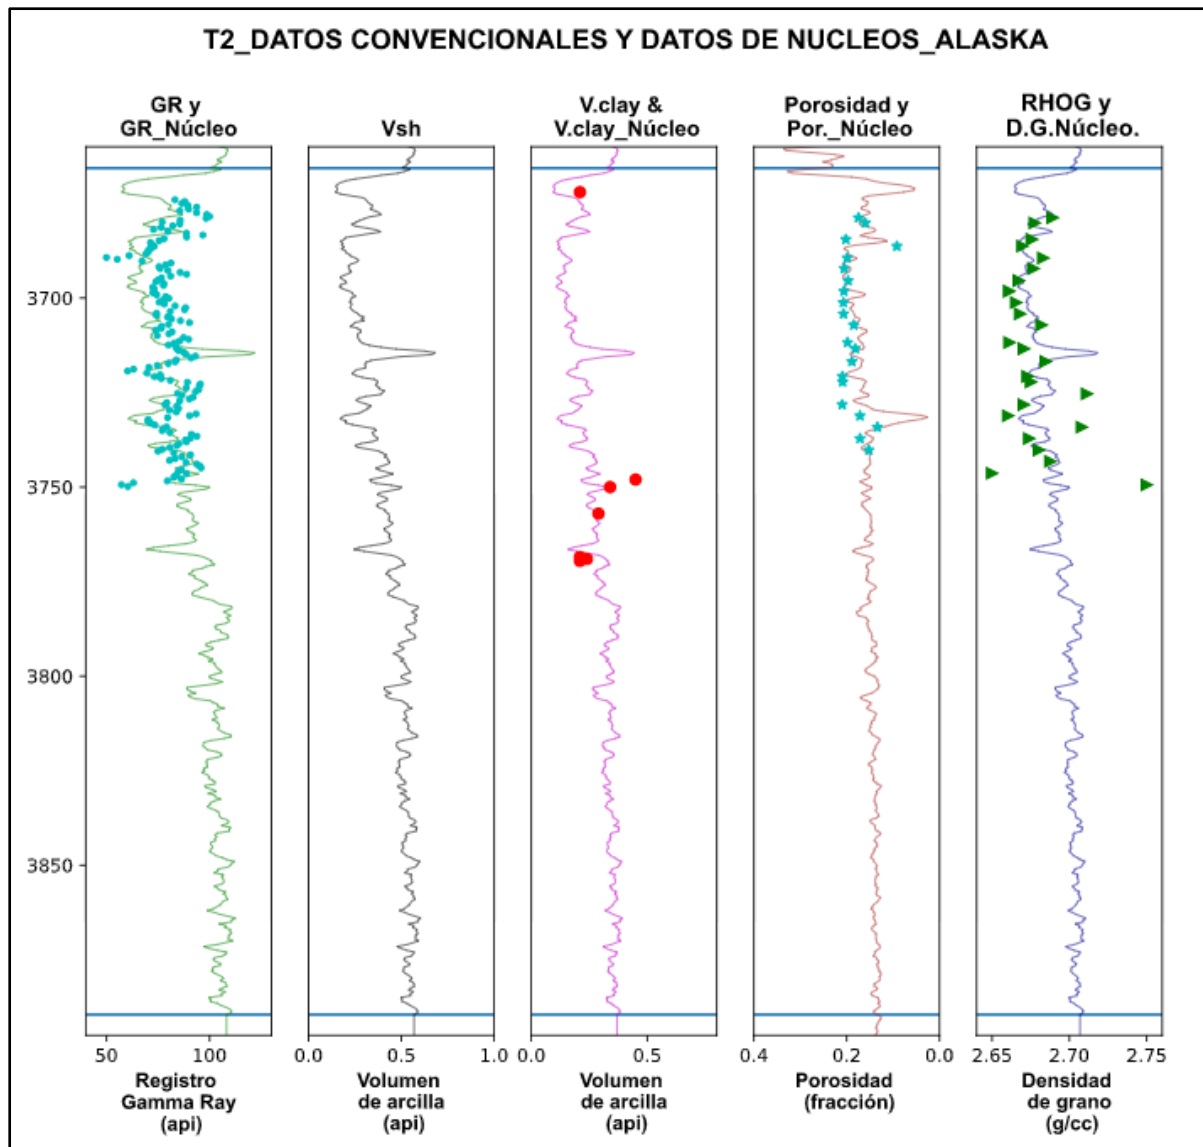 T2_DATOS CONVENCIONALES Y DATOS DE NUCLEOS_ALASKA
GR y
GR_Núcleo
Vsh
V.clay &
V.clay_Núcleo
Porosidad y
Por._Núcleo
RHOG y
D.G.Núcleo.
3700
3750
3800
3850
50 100
0.0 0.5 1.0
0.0 0.5
0.4 0.2 0.0
2.65 2.70 2.75
Registro
Gamma Ray
(api)
Volumen
de arcilla
(api)
Volumen
de arcilla
(api)
Porosidad
(fracción)
Densidad
de grano
(g/cc)